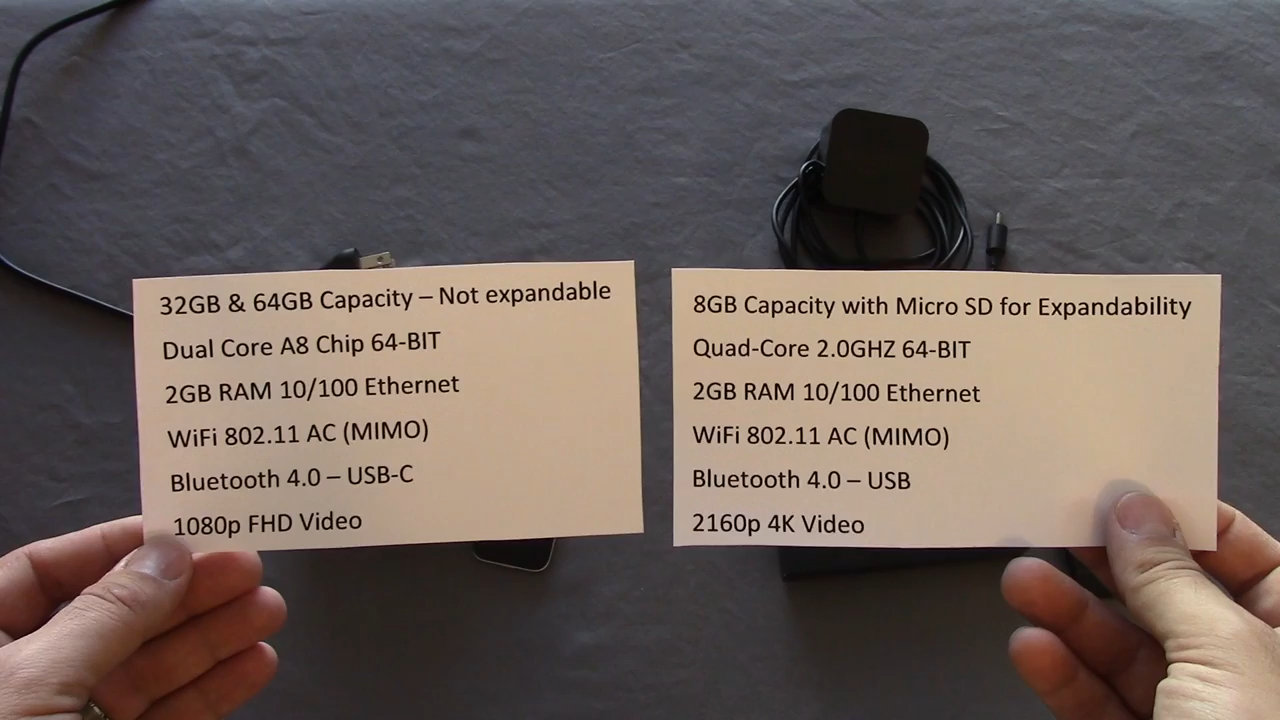 32GB & 64GB Capacity – Not expandable
Dual Core A8 Chip 64-BIT
2GB RAM 10/100 Ethernet
WiFi 802.11 AC (MIMO)
Bluetooth 4.0 – USB-C
1080p FHD Video
8GB Capacity with Micro SD for Expandability
Quad-Core 2.0GHZ 64-BIT
2GB RAM 10/100 Ethernet
WiFi 802.11 AC (MIMO)
Bluetooth 4.0 – USB
2160p 4K Video